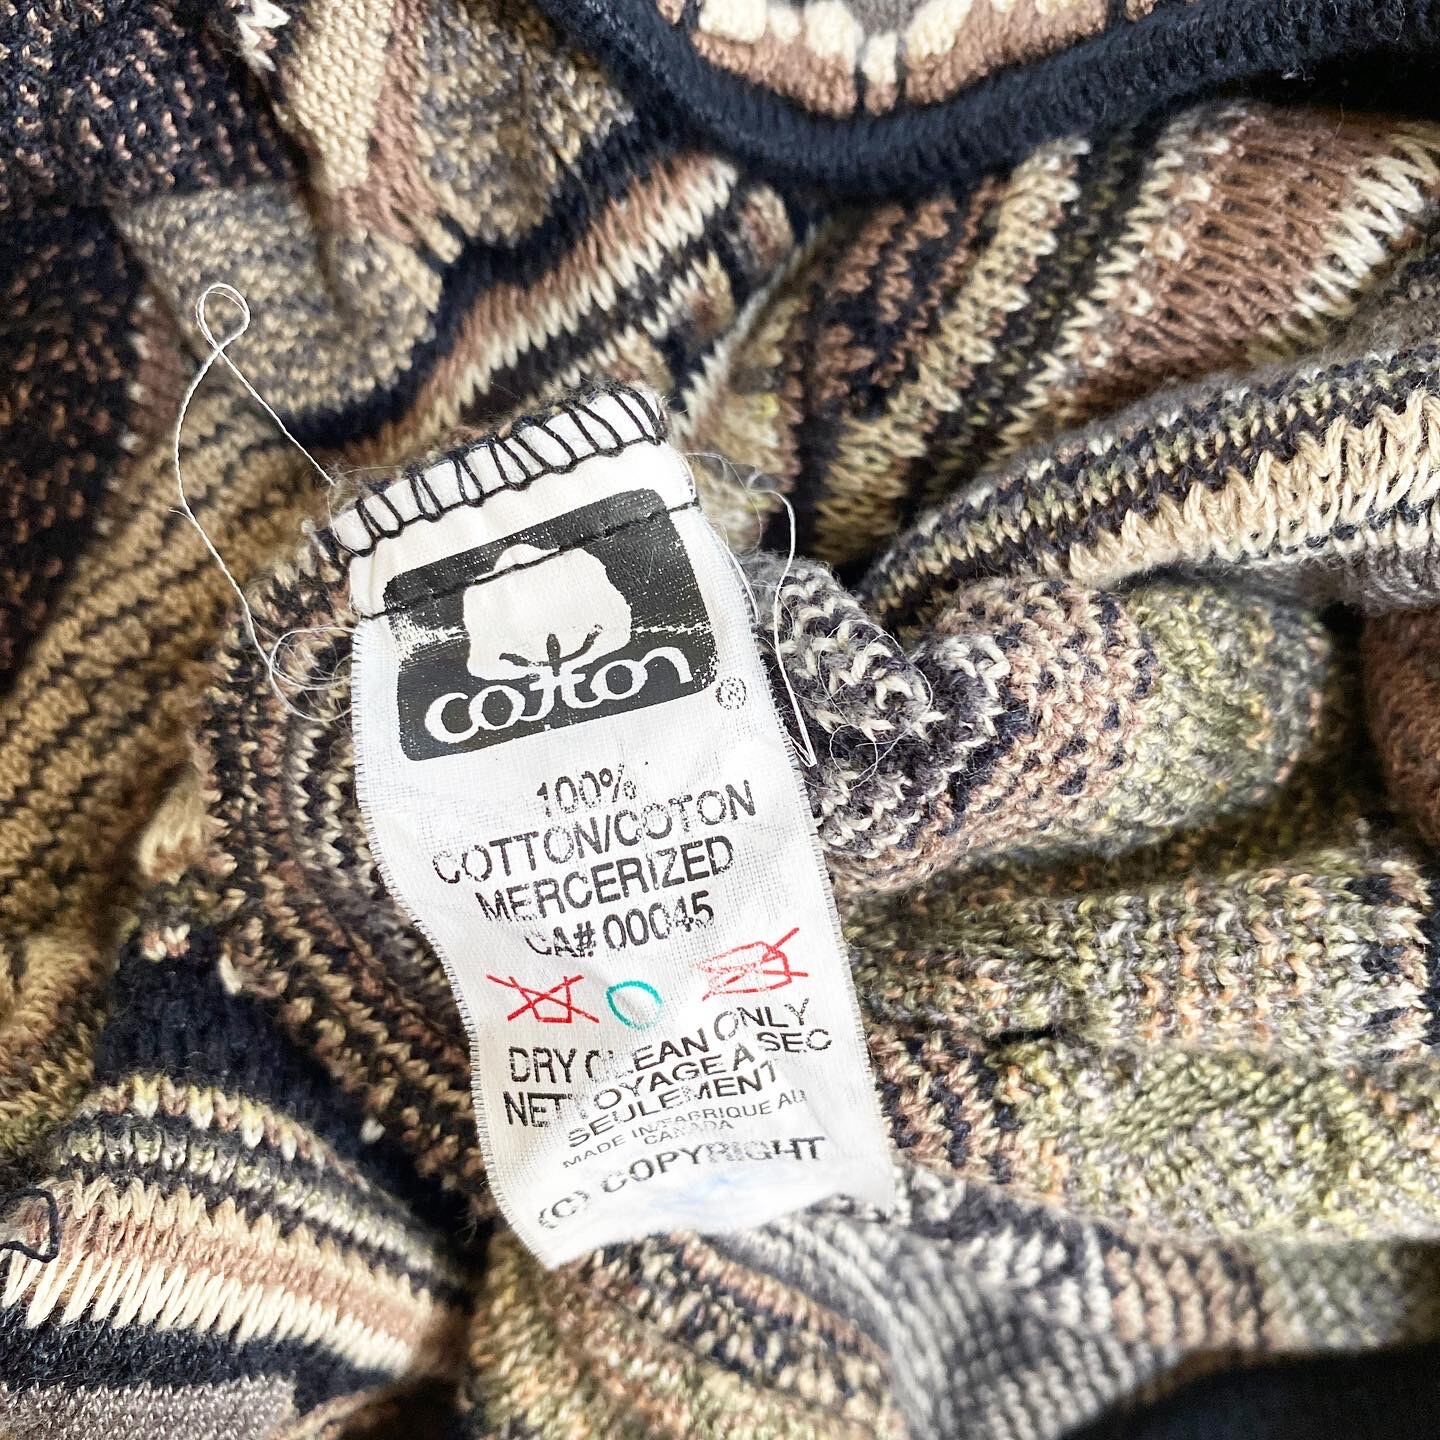 cotton
®
100%
COTTON/COTON
MERCERIZED
CA# 00045
DRY CLEAN ONLY
NETTOYAGE A SEC
SEULEMENT
MADE IN/FABRIQUE AU
CANADA
(C) COPYRIGHT